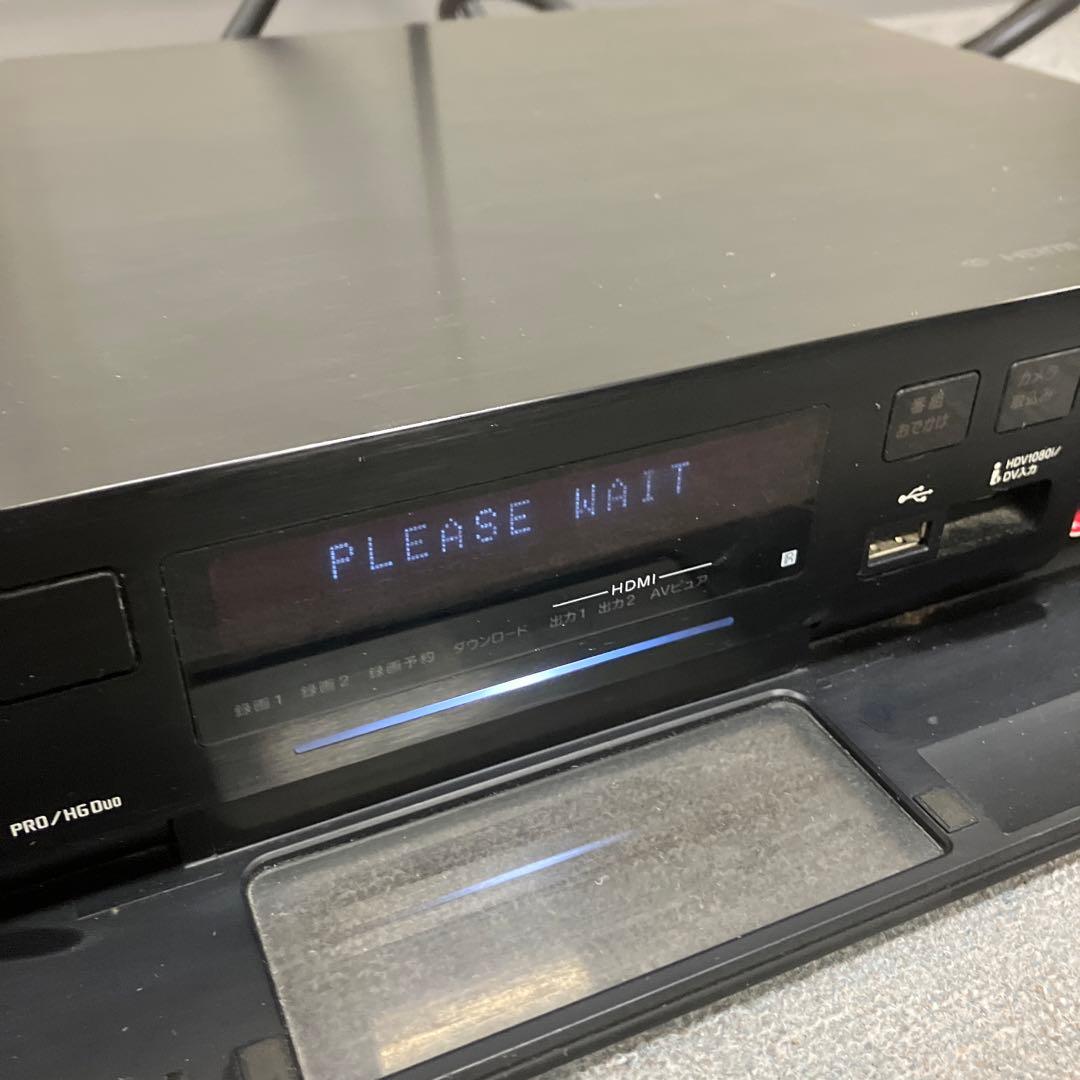 HDMI
番組
おでかけ
カメラ
取込み
HDV1080i/
DV入力
PLEASE WAIT
HDMI
出力1 出力2 AVピュア
録画1 録画2 録画予約 ダウンロード
PRO/HG Duo